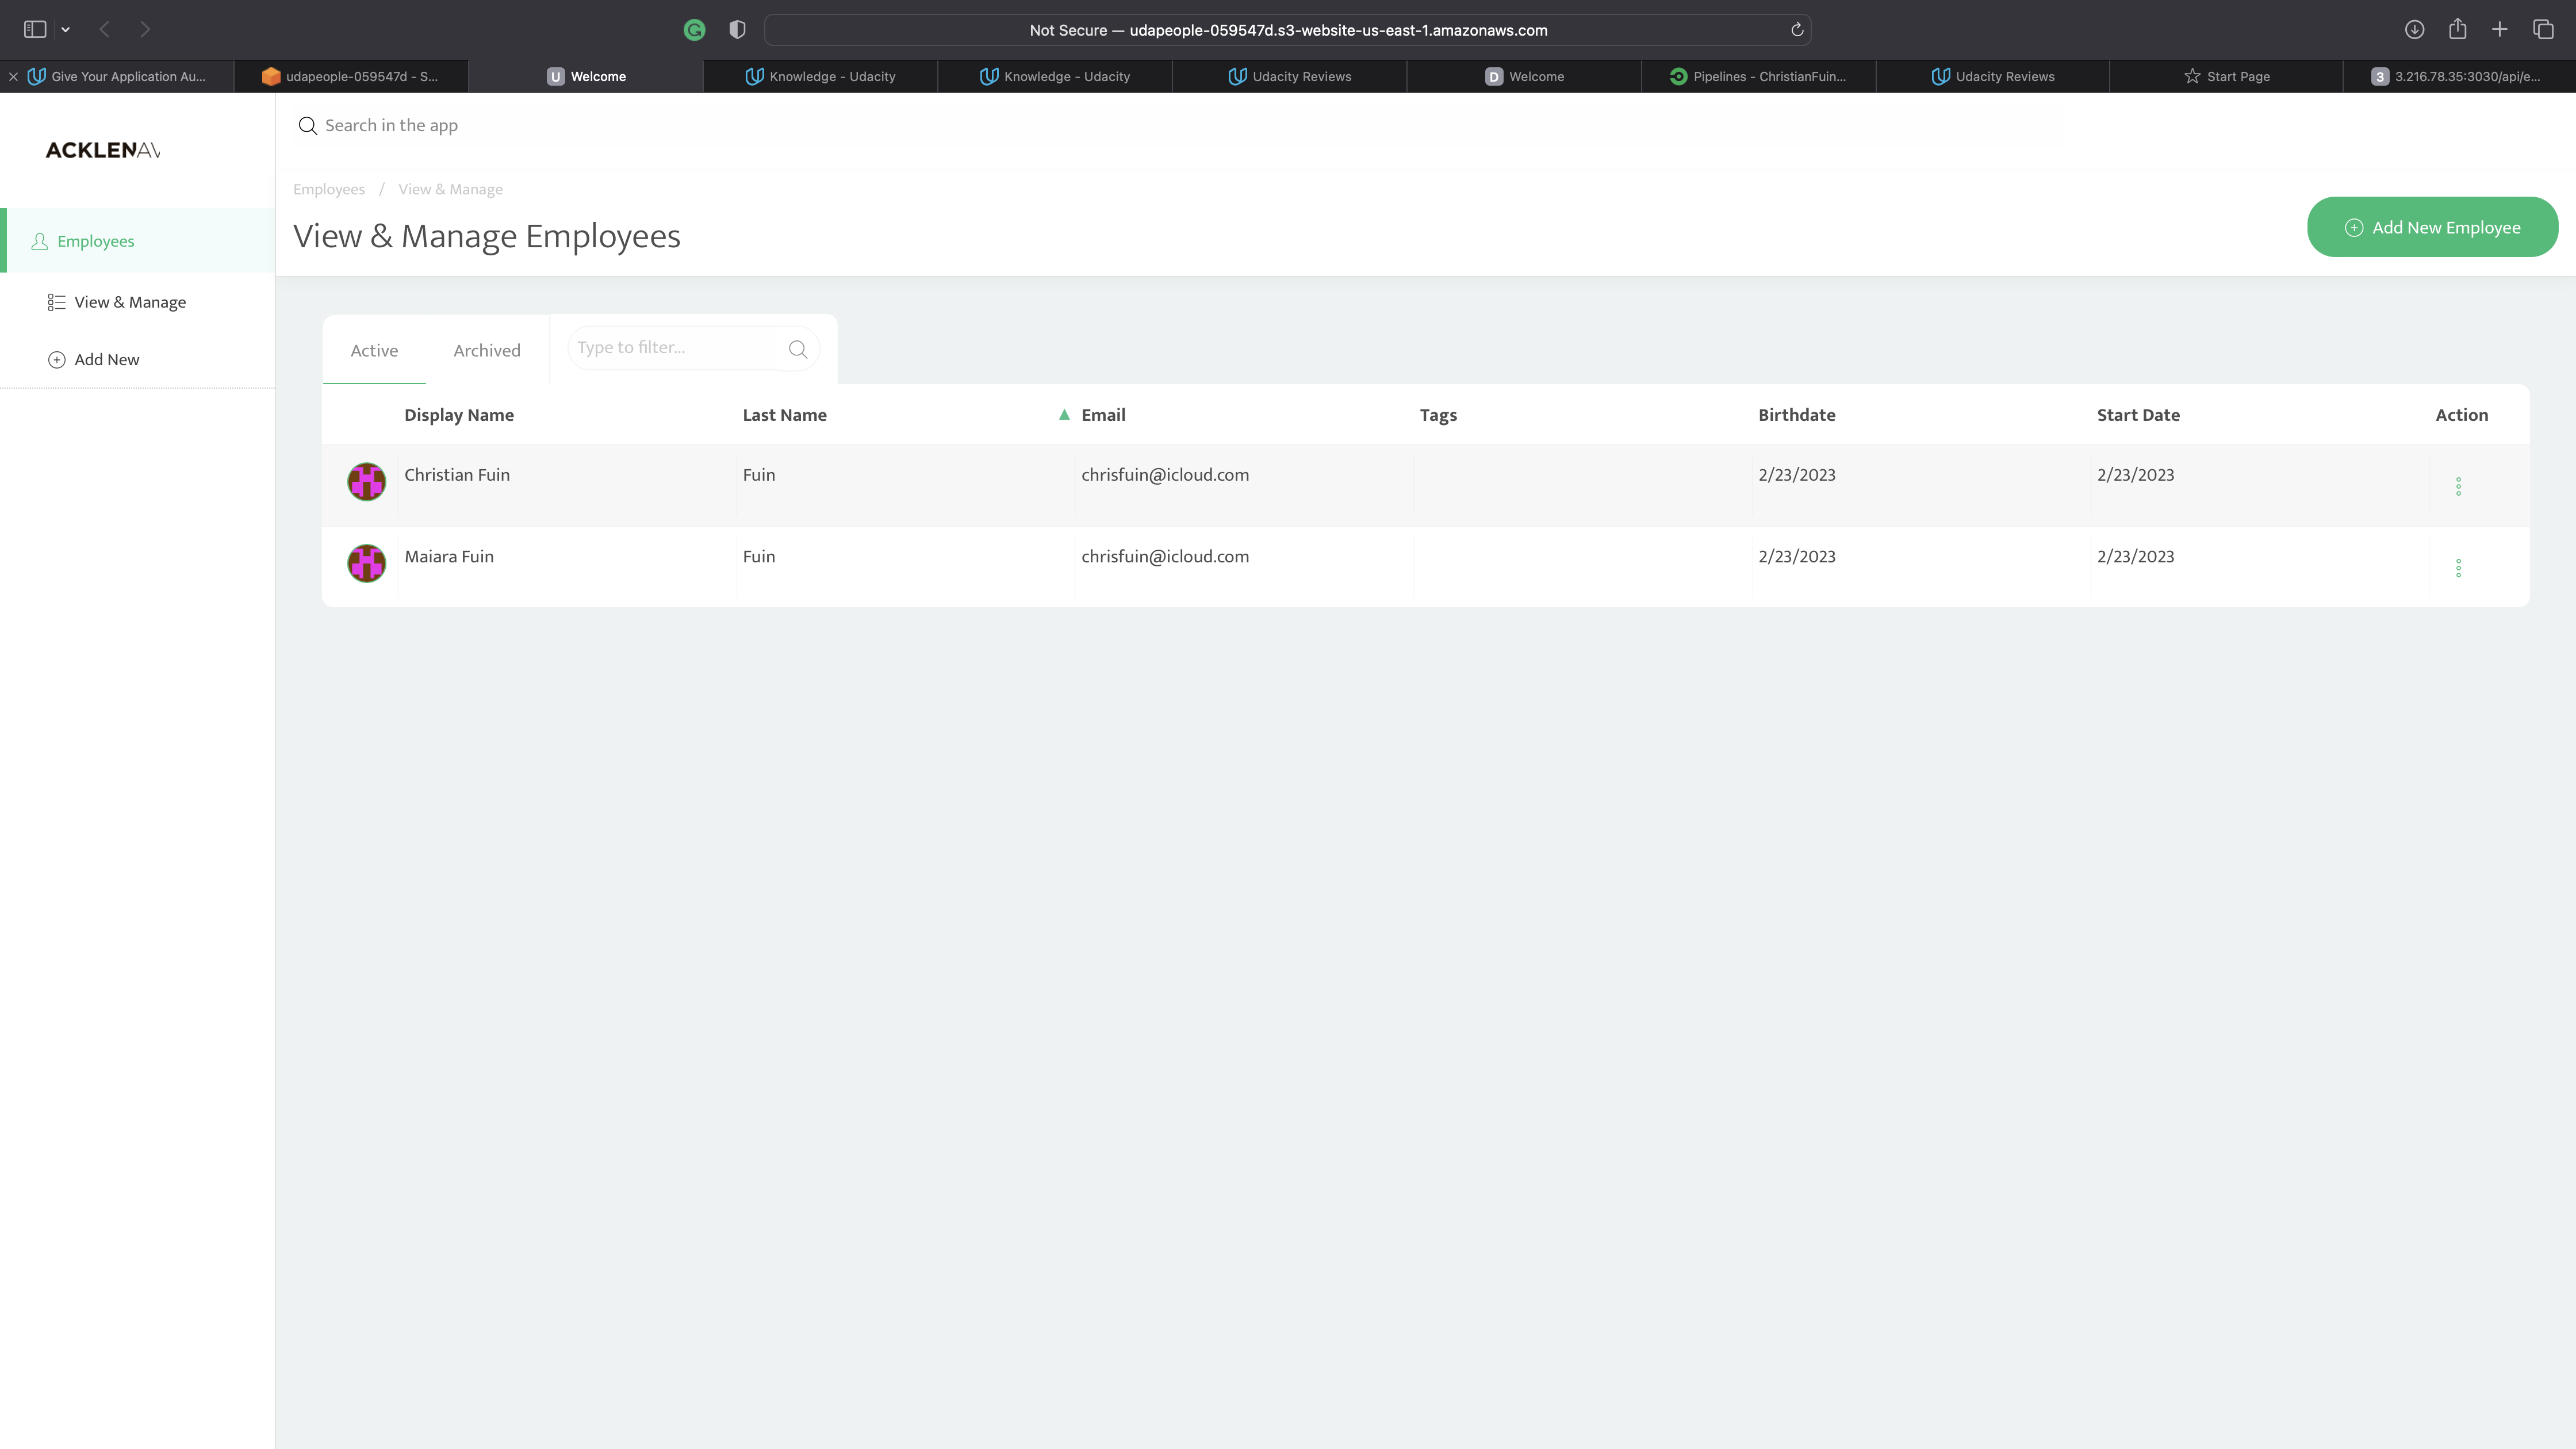 Not Secure — udapeople-059547d.s3-website-us-east-1.amazonaws.com
Give Your Application Au...
udapeople-059547d - S...
U Welcome
Knowledge - Udacity
Knowledge - Udacity
Udacity Reviews
D Welcome
Pipelines - ChristianFuin...
Udacity Reviews
Start Page
3 3.216.78.35:3030/api/e...
Search in the app
ACKLENAV
Employees / View & Manage
View & Manage Employees
Add New Employee
Employees
View & Manage
Add New
Active Archived Type to filter...
Display Name Last Name ▲ Email Tags Birthdate Start Date Action
Christian Fuin Fuin chrisfuin@icloud.com 2/23/2023 2/23/2023
Maiara Fuin Fuin chrisfuin@icloud.com 2/23/2023 2/23/2023